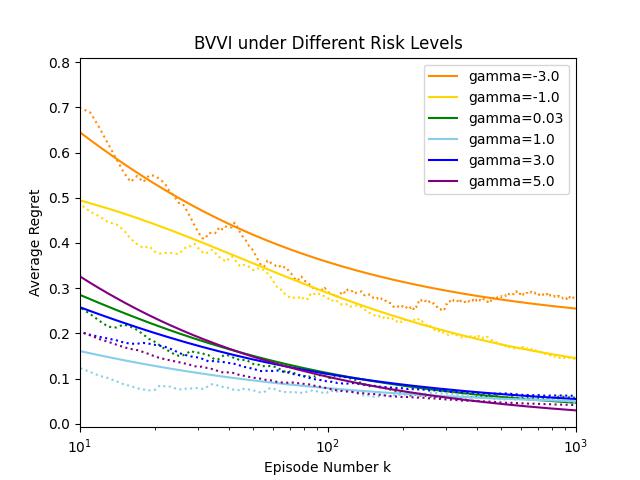 BVVI under Different Risk Levels
0.8
0.7
0.6
0.5
0.4
0.3
0.2
0.1
0.0
Average Regret
gamma=-3.0
gamma=-1.0
gamma=0.03
gamma=1.0
gamma=3.0
gamma=5.0
10¹ 10² 10³
Episode Number k